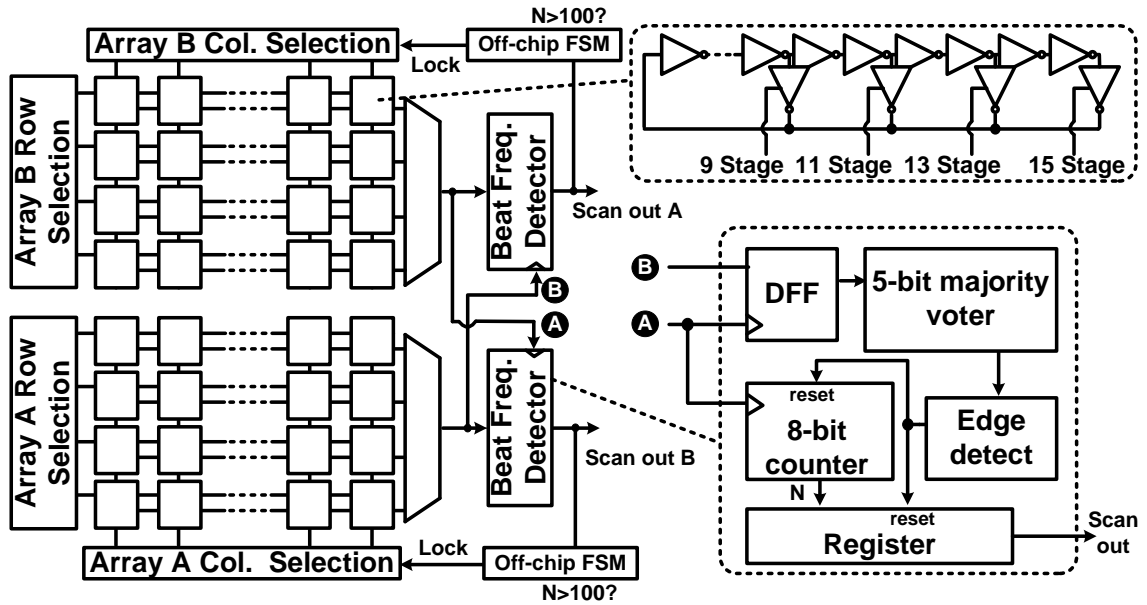 N>100?
Array B Col. Selection
Off-chip FSM
Lock
Array B Row
Selection
Beat Freq.
Detector
Scan out A
9 Stage
11 Stage
13 Stage
15 Stage
B
A
Array A Row
Selection
Beat Freq.
Detector
Scan out B
Array A Col. Selection
Lock
Off-chip FSM
N>100?
B
DFF
5-bit majority
voter
A
reset
8-bit
counter
Edge
detect
N
reset
Register
Scan
out